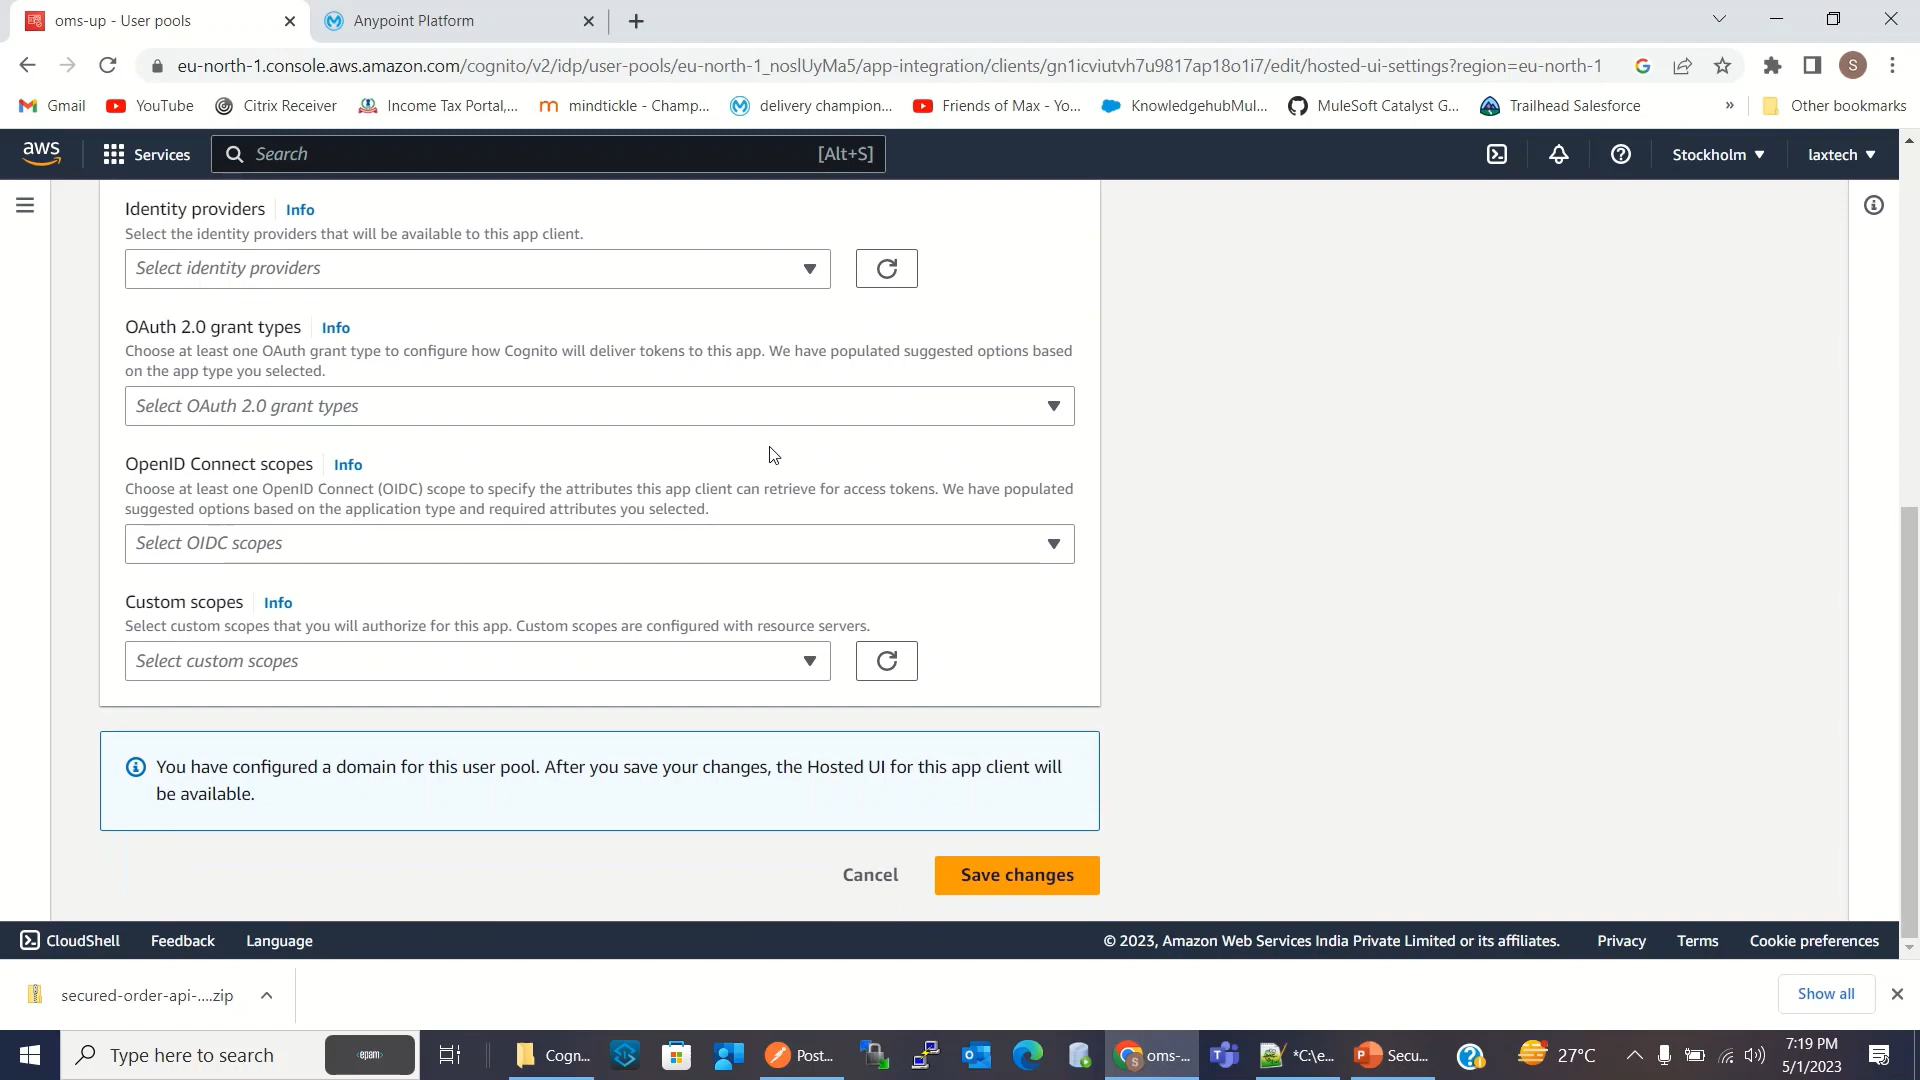 oms-up - User pools
Anypoint Platform
eu-north-1.console.aws.amazon.com/cognito/v2/idp/user-pools/eu-north-1_noslUyMa5/app-integration/clients/gn1icviutvh7u9817ap18o1i7/edit/hosted-ui-settings?region=eu-north-1
S
Gmail
YouTube
Citrix Receiver
Income Tax Portal,...
mindtickle - Champ...
delivery champion...
Friends of Max - Yo...
KnowledgehubMul...
MuleSoft Catalyst G...
Trailhead Salesforce
»
Other bookmarks
aws
Services
Search
[Alt+S]
Stockholm
laxtech
Identity providers
Info
Select the identity providers that will be available to this app client.
Select identity providers
OAuth 2.0 grant types
Info
Choose at least one OAuth grant type to configure how Cognito will deliver tokens to this app. We have populated suggested options based
on the app type you selected.
Select OAuth 2.0 grant types
OpenID Connect scopes
Info
Choose at least one OpenID Connect (OIDC) scope to specify the attributes this app client can retrieve for access tokens. We have populated
suggested options based on the application type and required attributes you selected.
Select OIDC scopes
Custom scopes
Info
Select custom scopes that you will authorize for this app. Custom scopes are configured with resource servers.
Select custom scopes
You have configured a domain for this user pool. After you save your changes, the Hosted UI for this app client will
be available.
Cancel
Save changes
CloudShell
Feedback
Language
© 2023, Amazon Web Services India Private Limited or its affiliates.
Privacy
Terms
Cookie preferences
secured-order-api-....zip
Show all
Type here to search
<epam>
Cogn...
Post...
oms-...
*C:\e...
Secu...
27°C
7:19 PM
5/1/2023